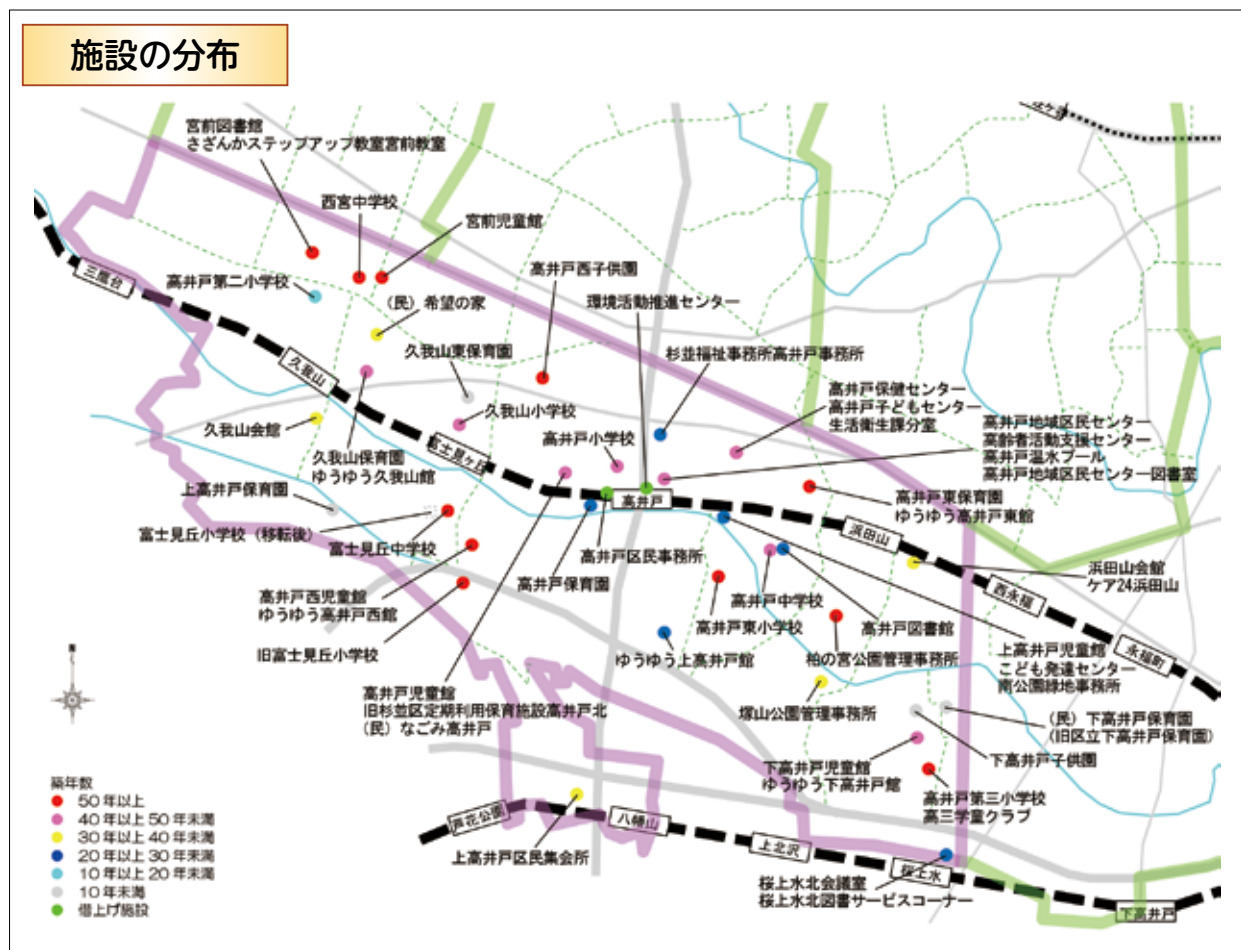 施設の分布
宮前図書館
さざんかステップアップ教室宮前教室
西宮中学校
宮前児童館
高井戸西子供園
環境活動推進センター
三鷹台
高井戸第二小学校
(民)希望の家
久我山東保育園
杉並福祉事務所高井戸事務所
久我山
高井戸保健センター
高井戸子どもセンター
生活衛生課分室
高井戸地域区民センター
高齢者活動支援センター
高井戸温水プール
高井戸地域区民センター図書室
久我山会館
久我山小学校
高井戸小学校
富士見ヶ丘
久我山保育園
ゆうゆう久我山館
上高井戸保育園
高井戸
高井戸東保育園
ゆうゆう高井戸東館
富士見丘小学校(移転後)
富士見丘中学校
高井戸区民事務所
浜田山
高井戸保育園
浜田山会館
ケア24浜田山
西永福
高井戸西児童館
ゆうゆう高井戸西館
高井戸中学校
高井戸東小学校
高井戸図書館
永福町
旧富士見丘小学校
ゆうゆう上高井戸館
柏の宮公園管理事務所
上高井戸児童館
こども発達センター
南公園緑地事務所
高井戸児童館
旧杉並区定期利用保育施設高井戸北
(民)なごみ高井戸
塚山公園管理事務所
(民)下高井戸保育園
(旧区立下高井戸保育園)
下高井戸子供園
下高井戸児童館
ゆうゆう下高井戸館
高井戸第三小学校
高三学童クラブ
築年数
50年以上
40年以上50年未満
30年以上40年未満
20年以上30年未満
10年以上20年未満
10年未満
借上げ施設
芦花公園
八幡山
上北沢
桜上水
下高井戸
上高井戸区民集会所
桜上水北会議室
桜上水北図書サービスコーナー